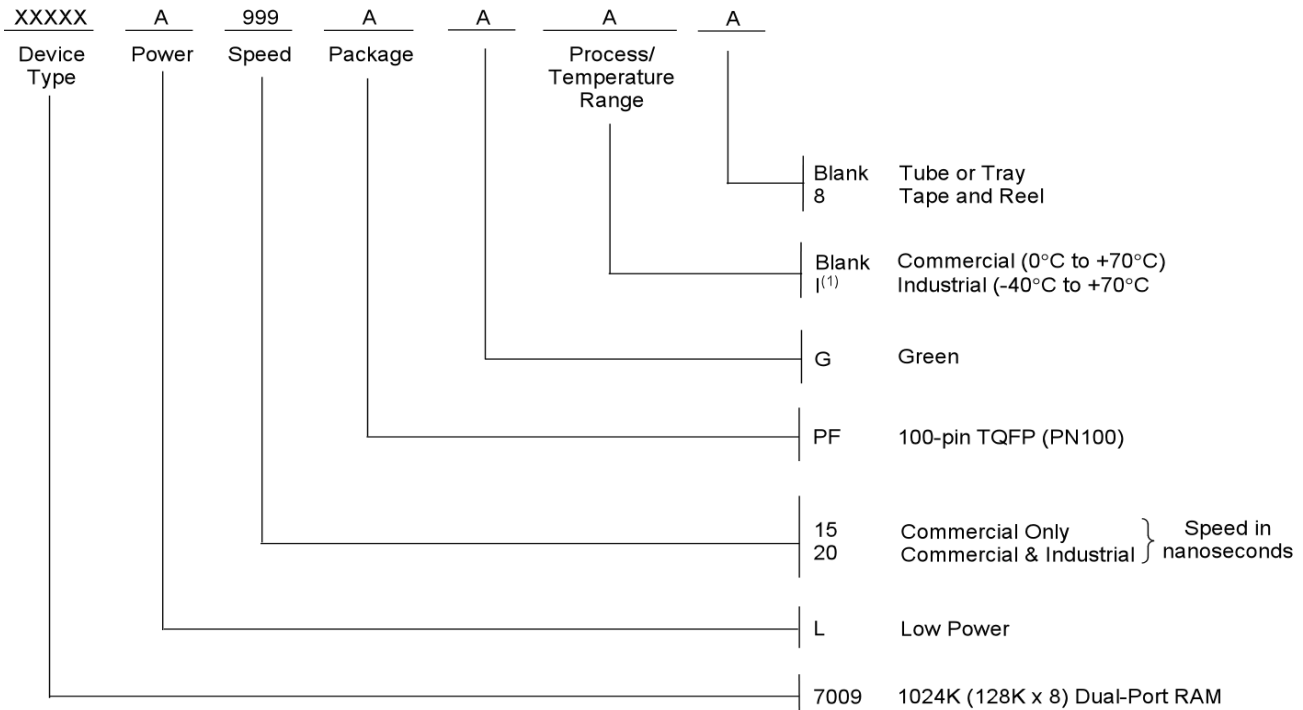 XXXXX A 999 A A A A
Device Type Power Speed Package Process/ Temperature Range
Blank Tube or Tray
8 Tape and Reel
Blank Commercial (0°C to +70°C)
I(1) Industrial (-40°C to +70°C
G Green
PF 100-pin TQFP (PN100)
15 Commercial Only
20 Commercial & Industrial
Speed in
nanoseconds
L Low Power
7009 1024K (128K x 8) Dual-Port RAM